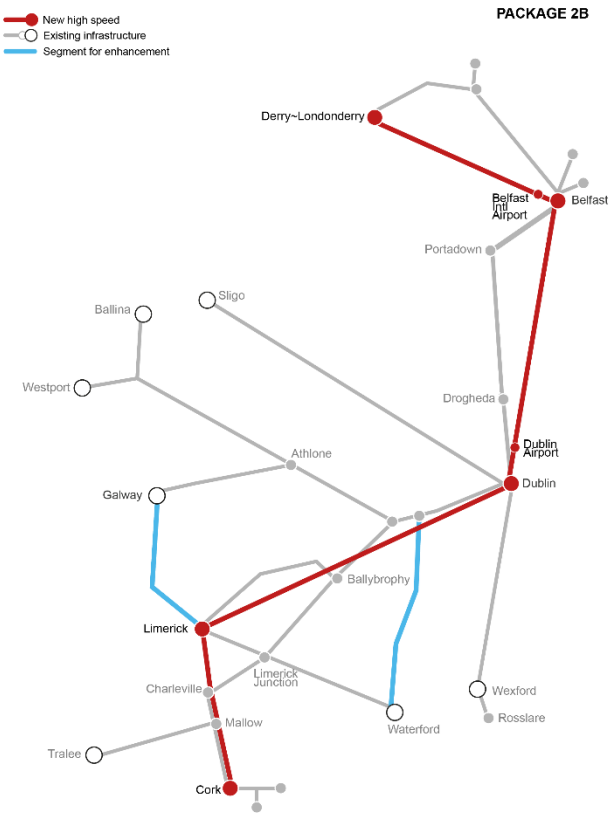 PACKAGE 2B
New high speed
Existing infrastructure
Segment for enhancement
Derry~Londonderry
Belfast
Intl
Airport
Belfast
Portadown
Sligo
Ballina
Westport
Drogheda
Dublin
Airport
Athlone
Dublin
Galway
Ballybrophy
Limerick
Limerick
Junction
Charleville
Wexford
Rosslare
Mallow
Waterford
Tralee
Cork